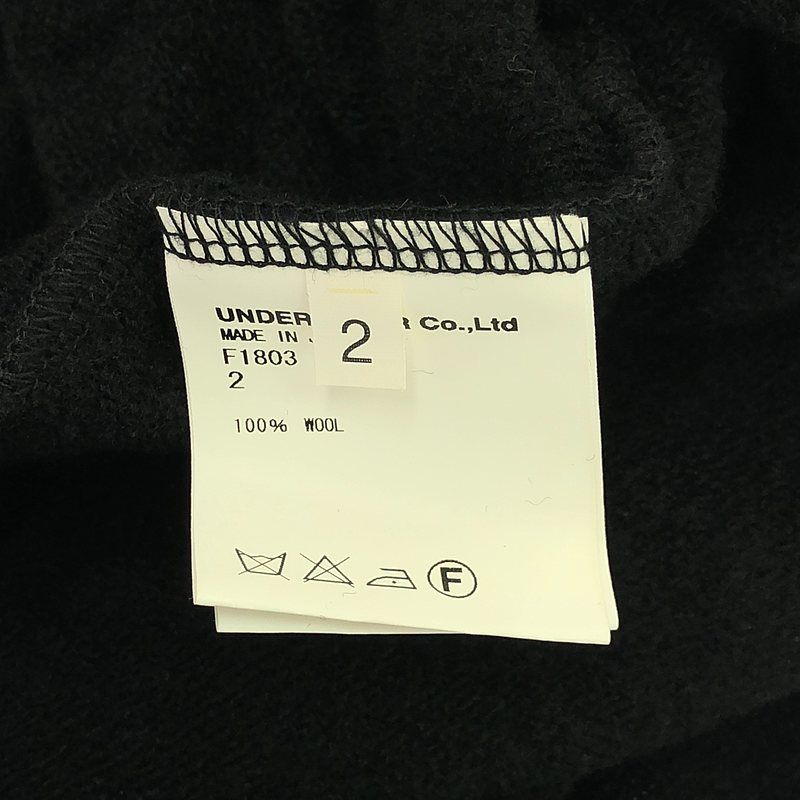 UNDER R Co.,Ltd
MADE IN
F1803
2
2
100% WOOL
F